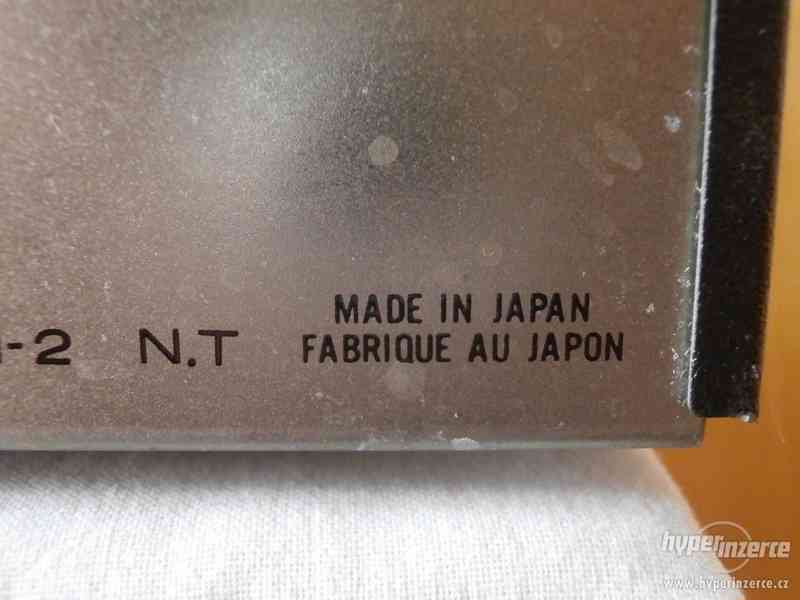 MADE IN JAPAN
-2 N.T FABRIQUE AU JAPON
hyperinzerce
www.hyperinzerce.cz